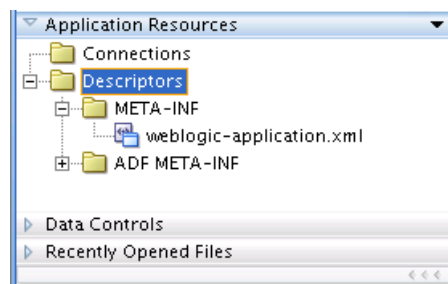 Application Resources
Connections
Descriptors
META-INF
weblogic-application.xml
ADF META-INF
Data Controls
Recently Opened Files